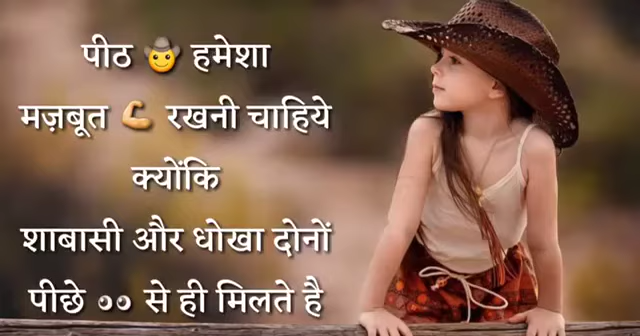 पीठ 🤠 हमेशा
मज़बूत 💪 रखनी चाहिये
क्योंकि
शाबासी और धोखा दोनों
पीछे 👀 से ही मिलते है